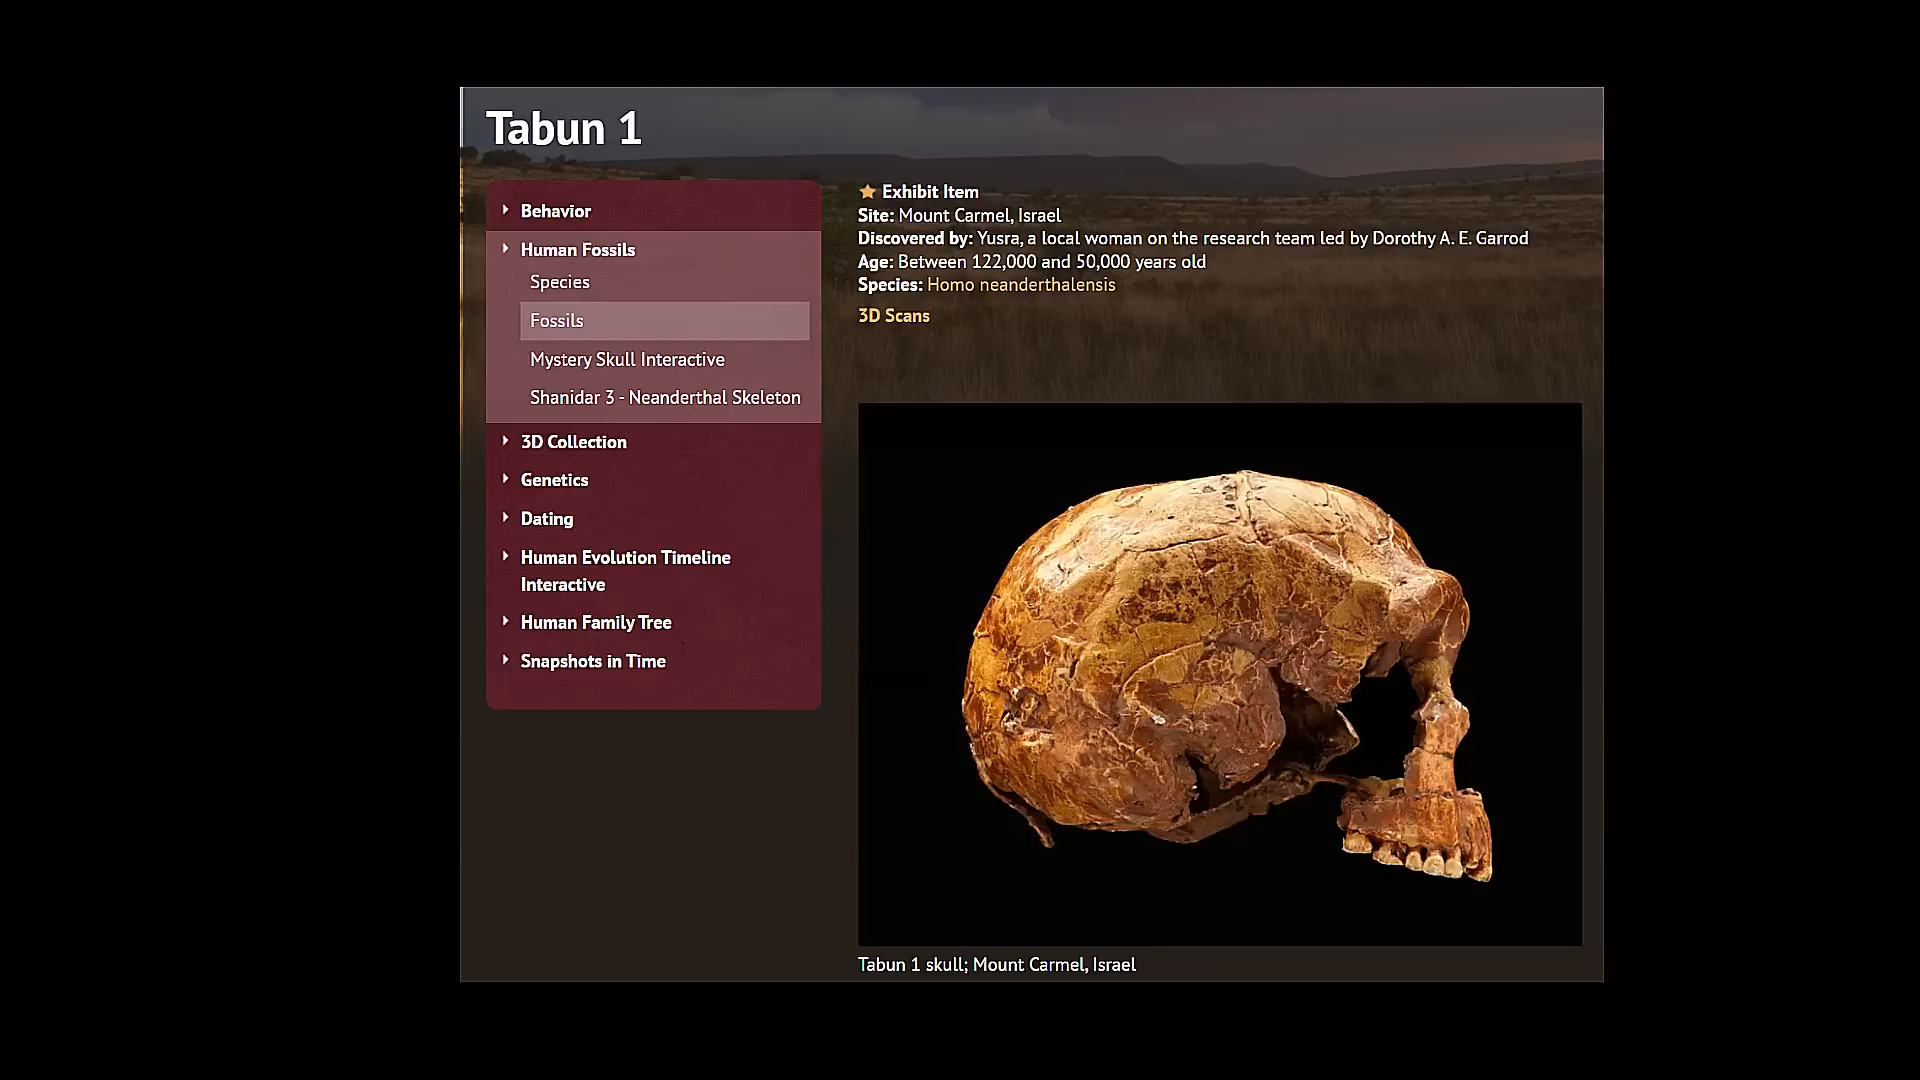 Tabun 1
Behavior
Human Fossils
Species
Fossils
Mystery Skull Interactive
Shanidar 3 - Neanderthal Skeleton
3D Collection
Genetics
Dating
Human Evolution Timeline
Interactive
Human Family Tree
Snapshots in Time
Exhibit Item
Site: Mount Carmel, Israel
Discovered by: Yusra, a local woman on the research team led by Dorothy A. E. Garrod
Age: Between 122,000 and 50,000 years old
Species: Homo neanderthalensis
3D Scans
Tabun 1 skull; Mount Carmel, Israel